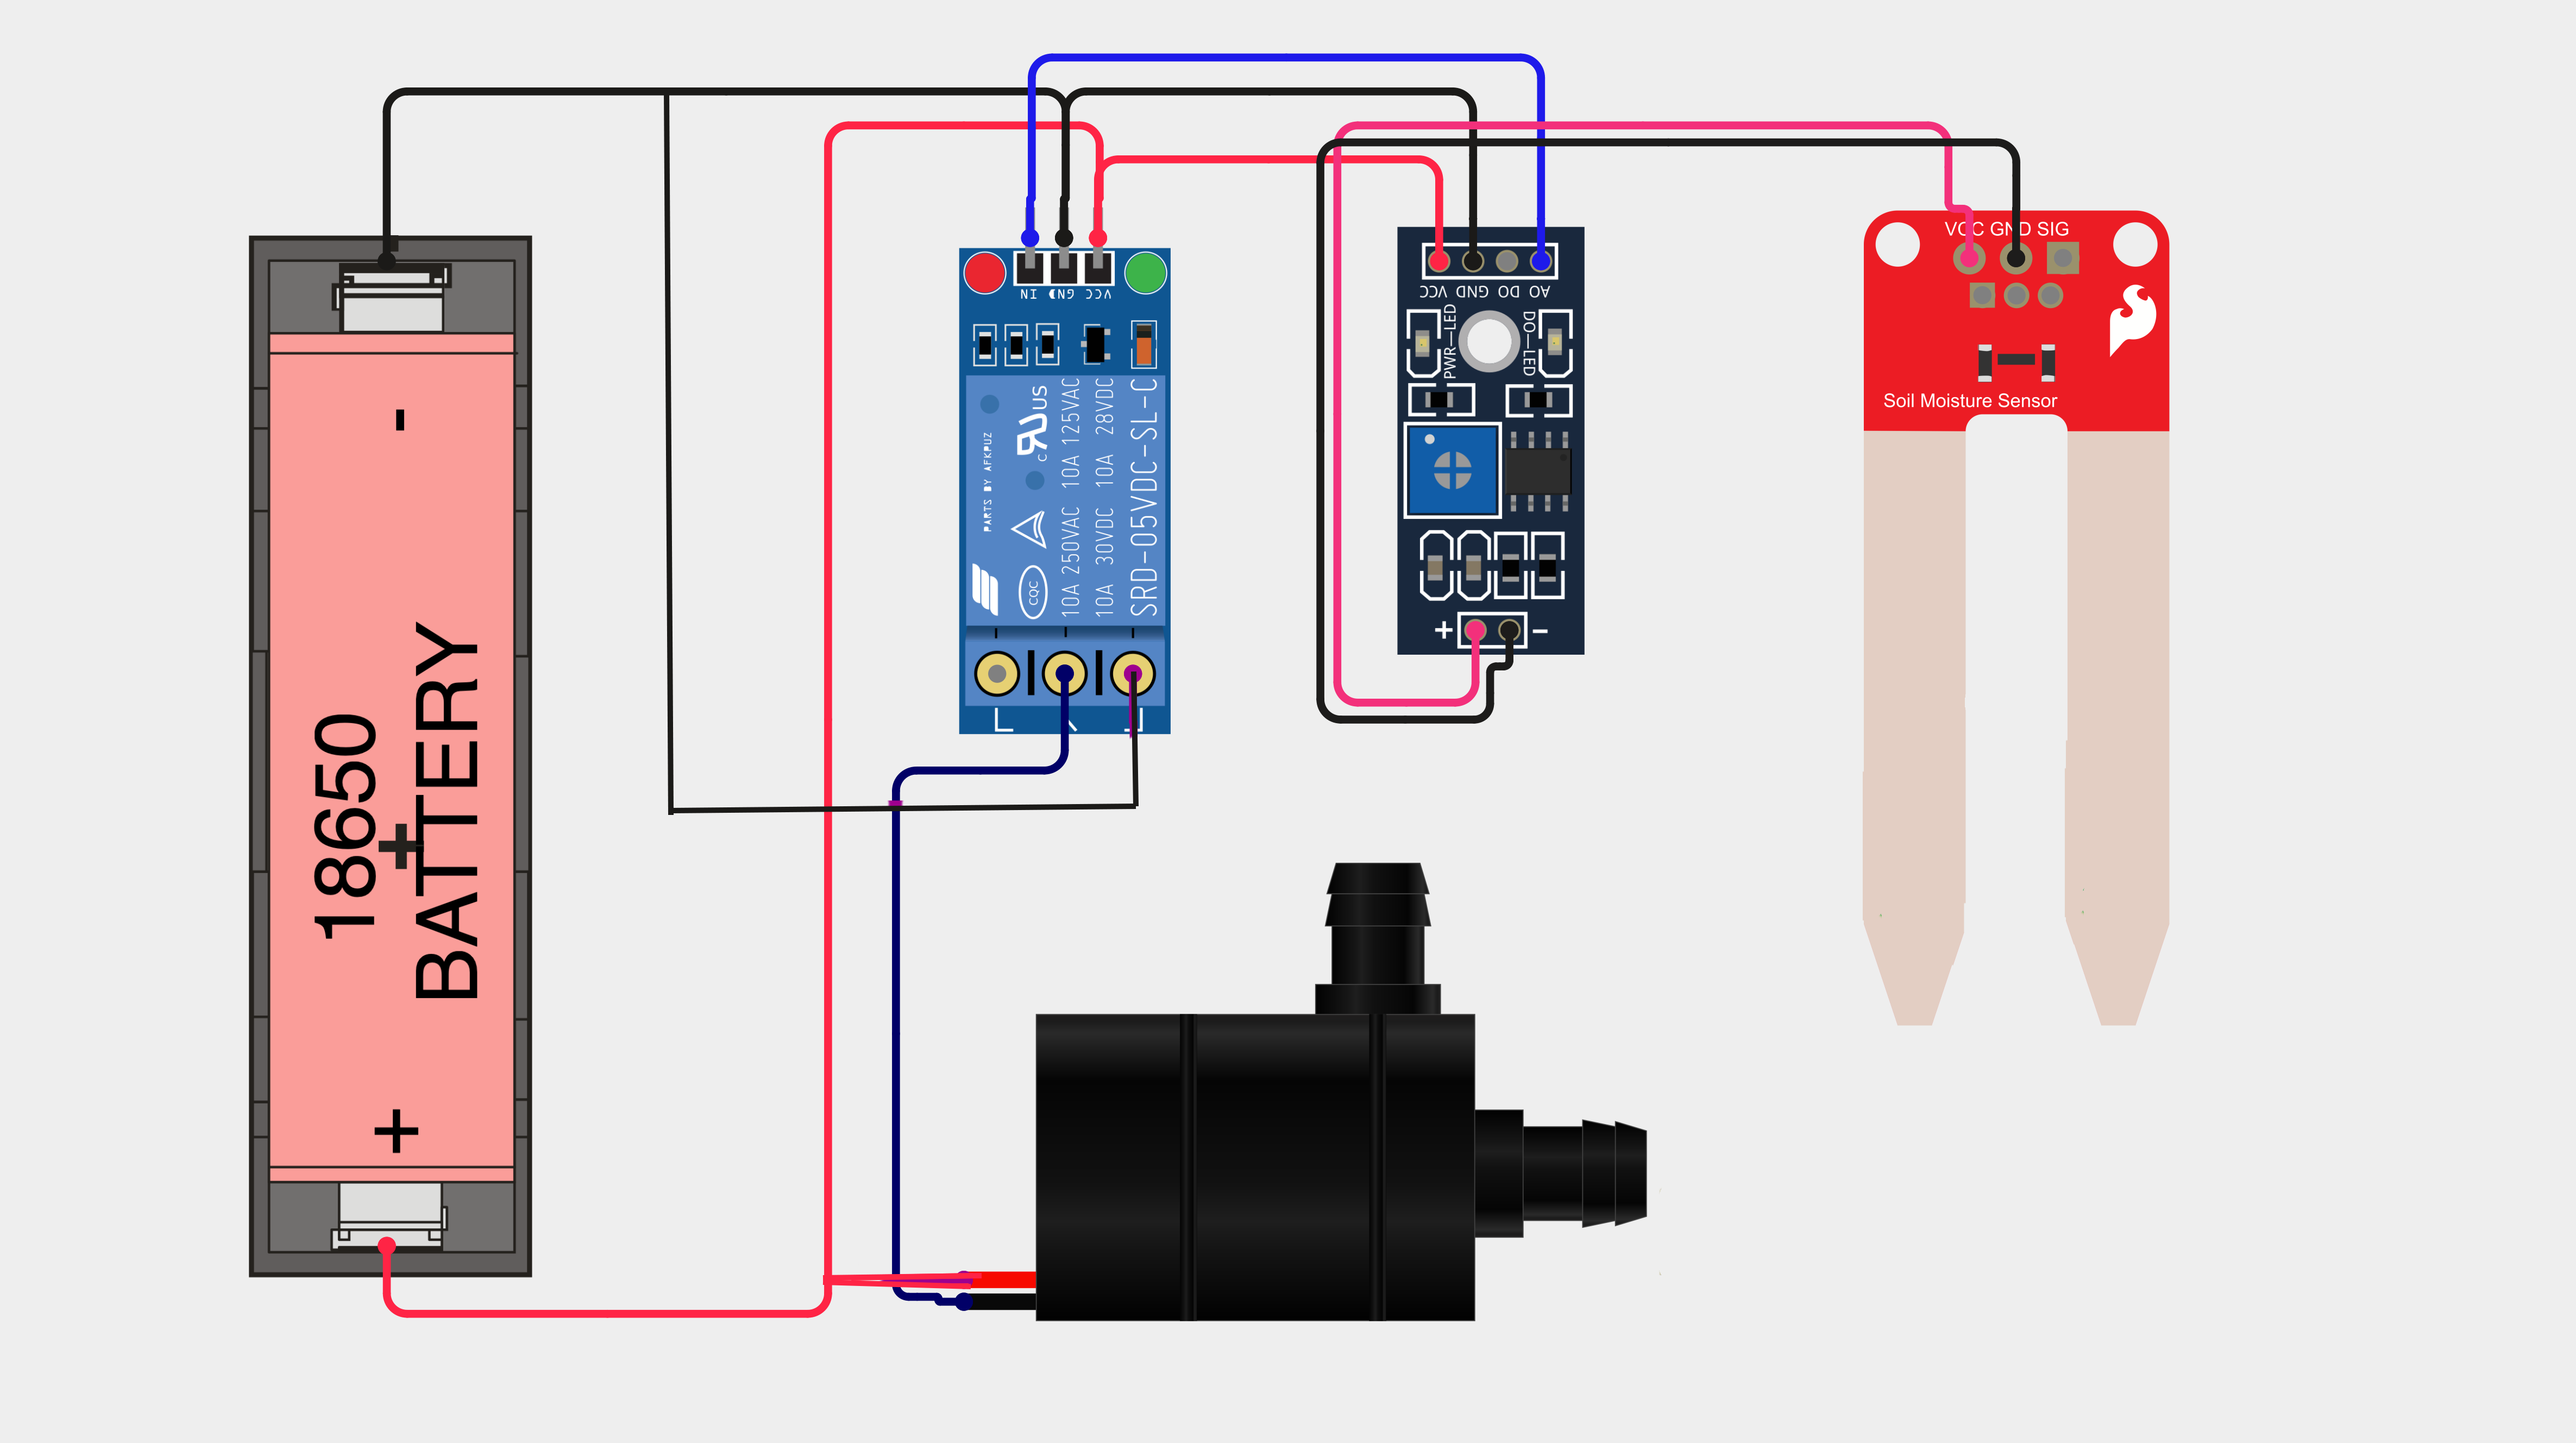 -
18650
BATTERY
+
+
IN GND VCC
PARTS BY AFKPUZ
C US
CQC
10A 250VAC 10A 125VAC
10A 30VDC 10A 28VDC
SRD-05VDC-SL-C
VCC GND DO AO
PWR-LED
DO-LED
+ -
VCC GND SIG
Soil Moisture Sensor